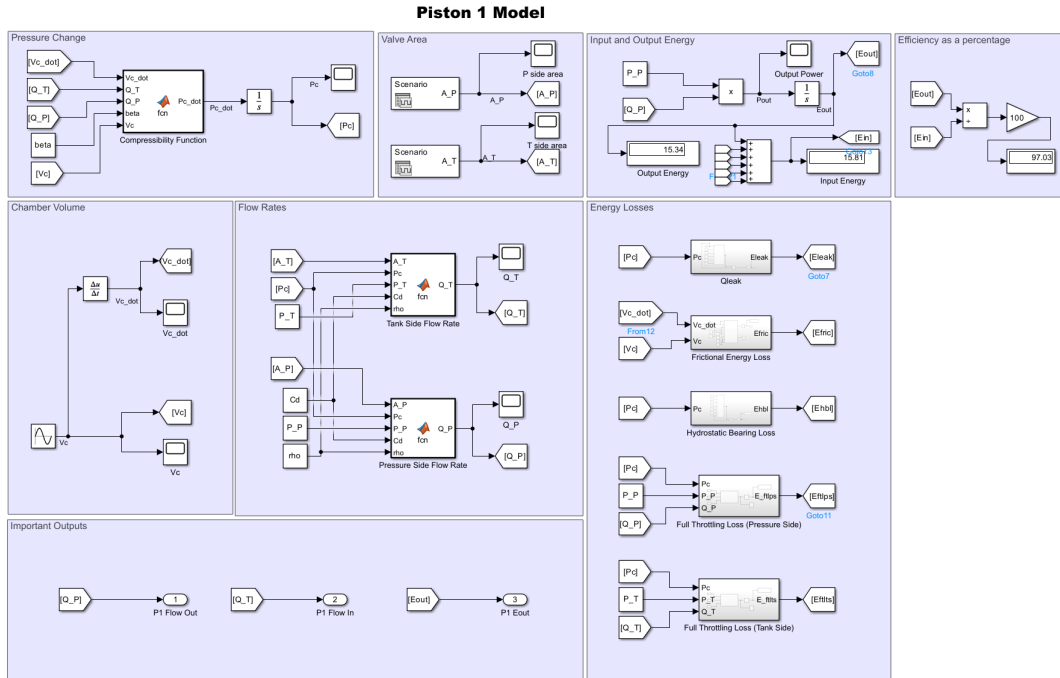 Piston 1 Model
Pressure Change
[Vc_dot]
[Q_T]
[Q_P]
beta
[Vc]
Vc_dot
Q_T
Q_P
beta
Vc
fcn
Pc_dot
Compressibility Function
Pc_dot
1
s
Pc
[Pc]
Valve Area
Scenario
A_P
A_P
P side area
[A_P]
Scenario
A_T
A_T
T side area
[A_T]
Input and Output Energy
P_P
[Q_P]
x
Pout
Output Power
1
s
Eout
[Eout]
Goto8
15.34
Output Energy
+
+
+
+
+
[Ein]
15.81
Input Energy
Efficiency as a percentage
[Eout]
[Ein]
x
÷
100
97.03
Chamber Volume
Δu
Δt
Vc_dot
Vc_dot]
Vc_dot
Vc
[Vc]
Vc
Flow Rates
[A_T]
[Pc]
P_T
A_T
Pc
P_T
Cd
rho
fcn
Q_T
Tank Side Flow Rate
Q_T
[Q_T]
[A_P]
Cd
P_P
rho
A_P
Pc
P_P
Cd
rho
fcn
Q_P
Pressure Side Flow Rate
Q_P
[Q_P]
Energy Losses
[Pc]
Pc
Eleak
Qleak
[Eleak]
Goto7
[Vc_dot]
From12
[Vc]
Vc_dot
Vc
Efric
Frictional Energy Loss
[Efric]
[Pc]
Pc
Ehbl
Hydrostatic Bearing Loss
[Ehbl]
[Pc]
P_P
[Q_P]
Pc
P_P
Q_P
E_ftlps
Full Throttling Loss (Pressure Side)
[Eftlps]
Goto11
[Pc]
P_T
[Q_T]
Pc
P_T
Q_T
E_ftlts
Full Throttling Loss (Tank Side)
[Eftlts]
Important Outputs
[Q_P]
1
P1 Flow Out
[Q_T]
2
P1 Flow In
[Eout]
3
P1 Eout